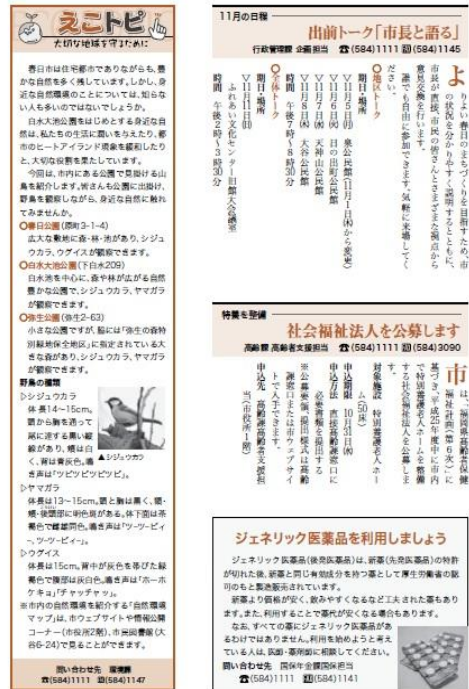 えこトピ
大切な地球を守るために
春日市は住宅都市でありながらも、豊
かな自然を多く残しています。しかし、身
近な自然環境のことについては、知らな
い人も多いのではないでしょうか。
白水大池公園をはじめとする身近な自
然は、私たちの生活に潤いを与えたり、都
市のヒートアイランド現象を緩和したり
と、大切な役割を果たしています。
今回は、市内にある公園で見掛ける山
鳥を紹介します。皆さんも公園に出掛け、
野鳥を観察しながら、身近な自然に触れ
てみませんか。
○春日公園(原町3-1-4)
広大な敷地に森・林・池があり、シジュ
ウカラ、ウグイスが観察できます。
○白水大池公園(下白水209)
白水池を中心に、森や林が広がる自然
豊かな公園で、シジュウカラ、ヤマガラ
が観察できます。
○弥生公園(弥生2-63)
小さな公園ですが、脇には「弥生の森特
別緑地保全地区」に指定されている大
きな森があり、シジュウカラ、ヤマガラ
が観察できます。
野鳥の種類
▷シジュウカラ
体長14〜15cm。
頭から胸を通って
尾に達する黒い縦
線があり、頬は白
く、背は青灰色。鳴
き声は「ツピツピツピツピ」。
▲シジュウカラ
▷ヤマガラ
体長は13〜15cm。頭と胸は黒く、額・
頬・後頭部に明色斑がある。体下面は茶
褐色で雌雄同色。鳴き声は「ツーツーピィ
ー、ツーツーピィー」。
▷ウグイス
体長は15cm。背中が灰色を帯びた緑
褐色で腹部は灰白色。鳴き声は「ホーホ
ケキョ」「チャッチャッ」。
※市内の自然環境を紹介する「自然環境
マップ」は、市ウェブサイトや情報公開
コーナー(市役所2階)、市民図書館(大
谷6-24)で見ることができます。
問い合わせ先 環境課
☎(584)1111 (584)1147
11月の日程
出前トーク「市長と語る」
行政管理課 企画担当 ☎(584)1111 (584)1145
よりよい春日のまちづくりを目指すため、市
の状況を分かりやすく説明するとともに、
市長が直接、市民の皆さんとさまざまな視点から
意見交換を行います。
誰でも自由に参加できます。気軽に来場してく
ださい。
○地区トーク
期日・場所
▽11月5日(月) 泉公民館(11月1日(木)から変更)
▽11月6日(火) 日の出町公民館
▽11月7日(水) 天神山公民館
▽11月8日(木) 大谷公民館
時間 午後7時〜8時30分
○全体トーク
期日・場所
▽11月11日(日)
ふれあい文化センター旧館大会議室
時間 午後2時〜3時30分
特養を整備
社会福祉法人を公募します
高齢課 高齢者支援担当 ☎(584)1111 (584)3090
市は、福岡県高齢者保健
福祉計画(第6次)に
基づき、平成25年度中に市内
で特別養護老人ホームを整備
する社会福祉法人を公募しま
す。
対象施設 特別養護老人ホー
ム(50床)
申込期限 10月31日(水)
申込方法 直接高齢課窓口に
必要書類を提出する
※公募要領、提出様式は高齢
課窓口または市ウェブサイ
トで入手できます。
申込先 高齢課高齢者支援担
当(市役所1階)
ジェネリック医薬品を利用しましょう
ジェネリック医薬品(後発医薬品)は、新薬(先発医薬品)の特許
が切れた後、新薬と同じ有効成分を持つ薬として厚生労働省の認
可のもと製造販売されています。
新薬より価格が安く、飲みやすくなるなど工夫された薬もあり
ます。また、利用することで薬代が安くなる場合もあります。
なお、すべての薬にジェネリック医薬品があ
るわけではありません。利用を始めようと考え
ている人は、医師・薬剤師に相談してください。
問い合わせ先 国保年金課国保担当
☎(584)1111 (584)1141